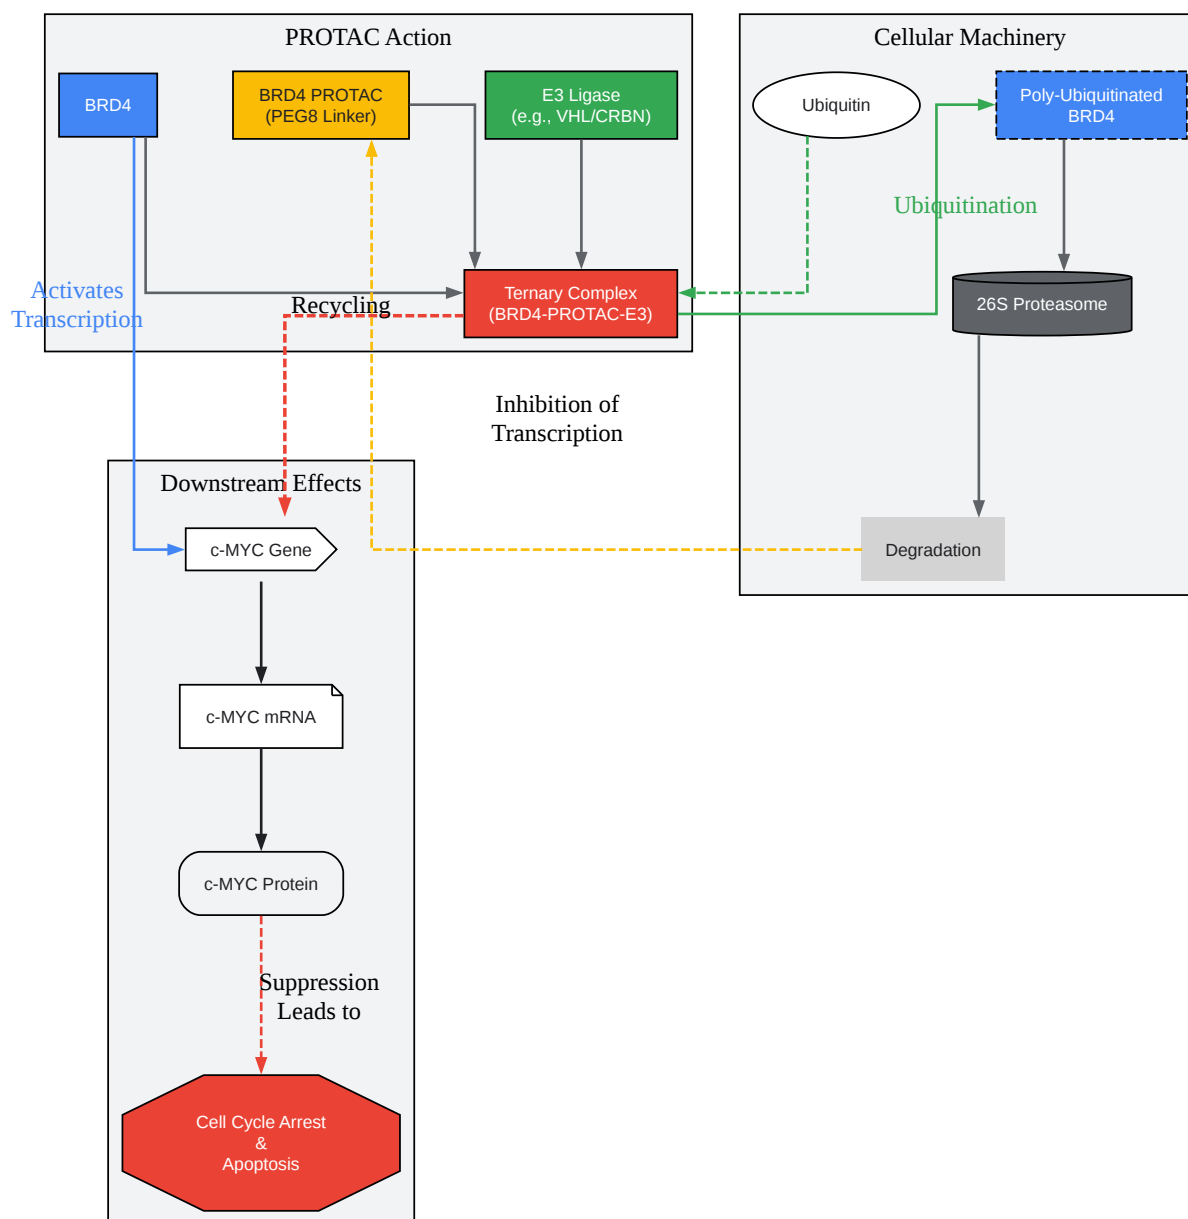 PROTAC Action
Cellular Machinery
BRD4
BRD4 PROTAC
(PEG8 Linker)
E3 Ligase
(e.g., VHL/CRBN)
Ubiquitin
Poly-Ubiquitinated
BRD4
Ubiquitination
Activates
Transcription
Recycling
Ternary Complex
(BRD4-PROTAC-E3)
26S Proteasome
Inhibition of
Transcription
Downstream Effects
c-MYC Gene
Degradation
c-MYC mRNA
c-MYC Protein
Suppression
Leads to
Cell Cycle Arrest
&
Apoptosis